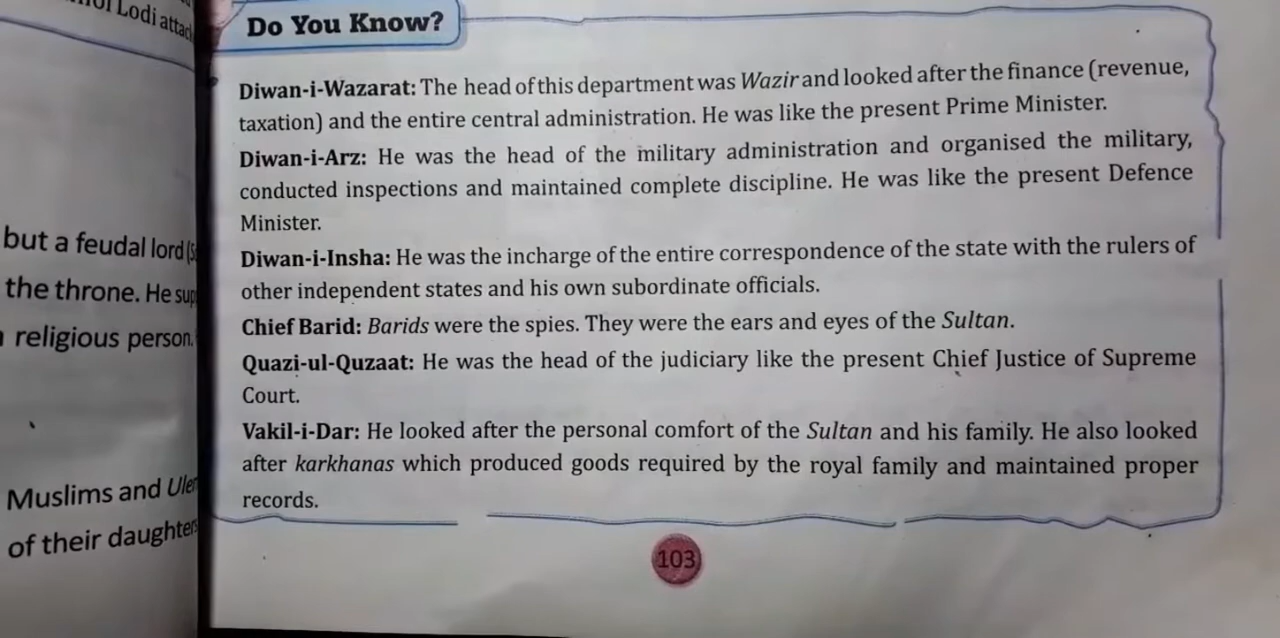 Lodi
Do You Know?
Diwan-i-Wazarat: The head of this department was Wazir and looked after the finance (revenue,
taxation) and the entire central administration. He was like the present Prime Minister.
Diwan-i-Arz: He was the head of the military administration and organised the military,
conducted inspections and maintained complete discipline. He was like the present Defence
Minister.
Diwan-i-Insha: He was the incharge of the entire correspondence of the state with the rulers of
other independent states and his own subordinate officials.
Chief Barid: Barids were the spies. They were the ears and eyes of the Sultan.
Quazi-ul-Quzaat: He was the head of the judiciary like the present Chief Justice of Supreme
Court.
Vakil-i-Dar: He looked after the personal comfort of the Sultan and his family. He also looked
after karkhanas which produced goods required by the royal family and maintained proper
records.
103
but a feudal lord
the throne. He
religious person.
Muslims and
of their daughters